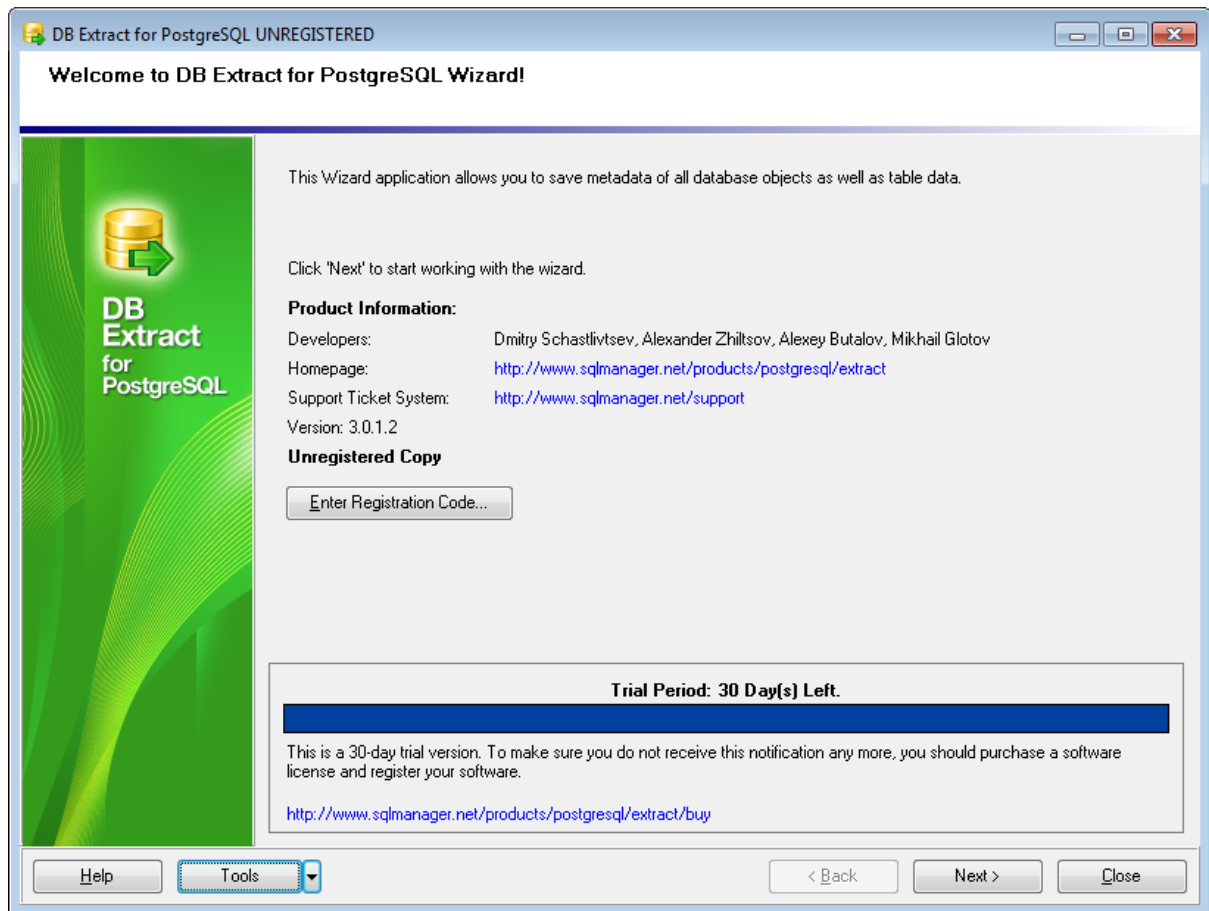 DB Extract for PostgreSQL UNREGISTERED
Welcome to DB Extract for PostgreSQL Wizard!
This Wizard application allows you to save metadata of all database objects as well as table data.
DB
Extract
for
PostgreSQL
Click 'Next' to start working with the wizard.
Product Information:
Developers: Dmitry Schastlivtsev, Alexander Zhiltsov, Alexey Butalov, Mikhail Glotov
Homepage: http://www.sqlmanager.net/products/postgresql/extract
Support Ticket System: http://www.sqlmanager.net/support
Version: 3.0.1.2
Unregistered Copy
Enter Registration Code...
Trial Period: 30 Day(s) Left.
This is a 30-day trial version. To make sure you do not receive this notification any more, you should purchase a software
license and register your software.
http://www.sqlmanager.net/products/postgresql/extract/buy
Help Tools < Back Next > Close